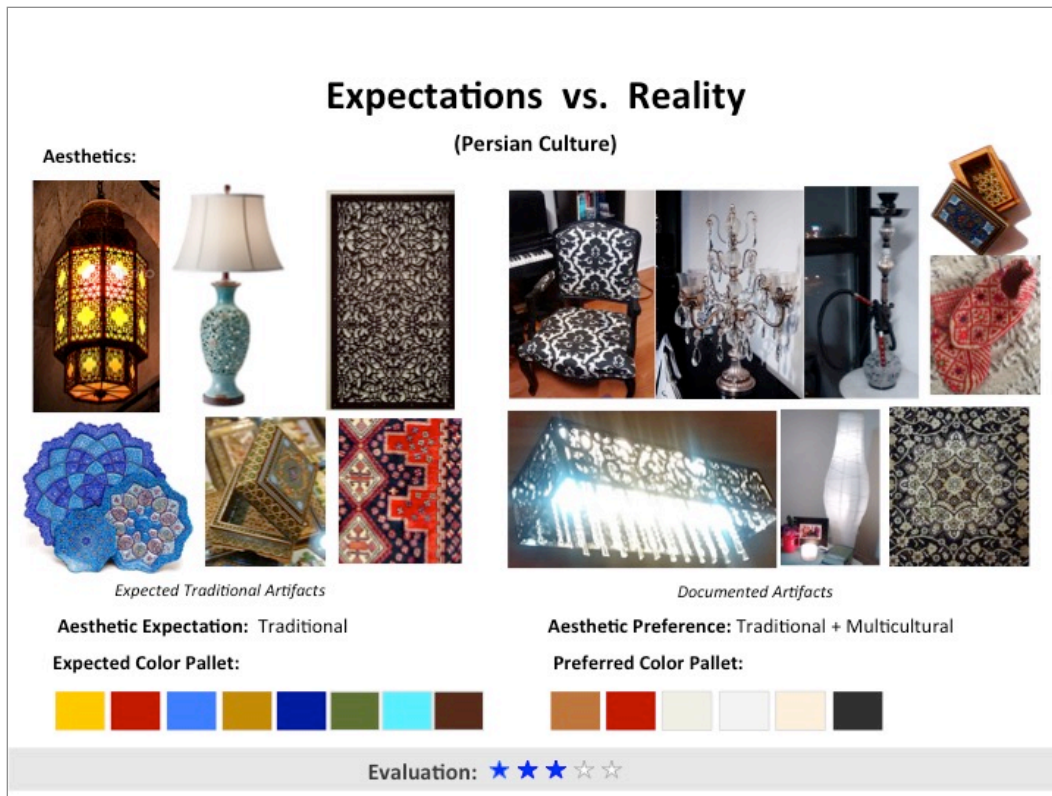 Expectations vs. Reality
(Persian Culture)
Aesthetics:
Expected Traditional Artifacts
Documented Artifacts
Aesthetic Expectation: Traditional
Aesthetic Preference: Traditional + Multicultural
Expected Color Pallet:
Preferred Color Pallet:
Evaluation: